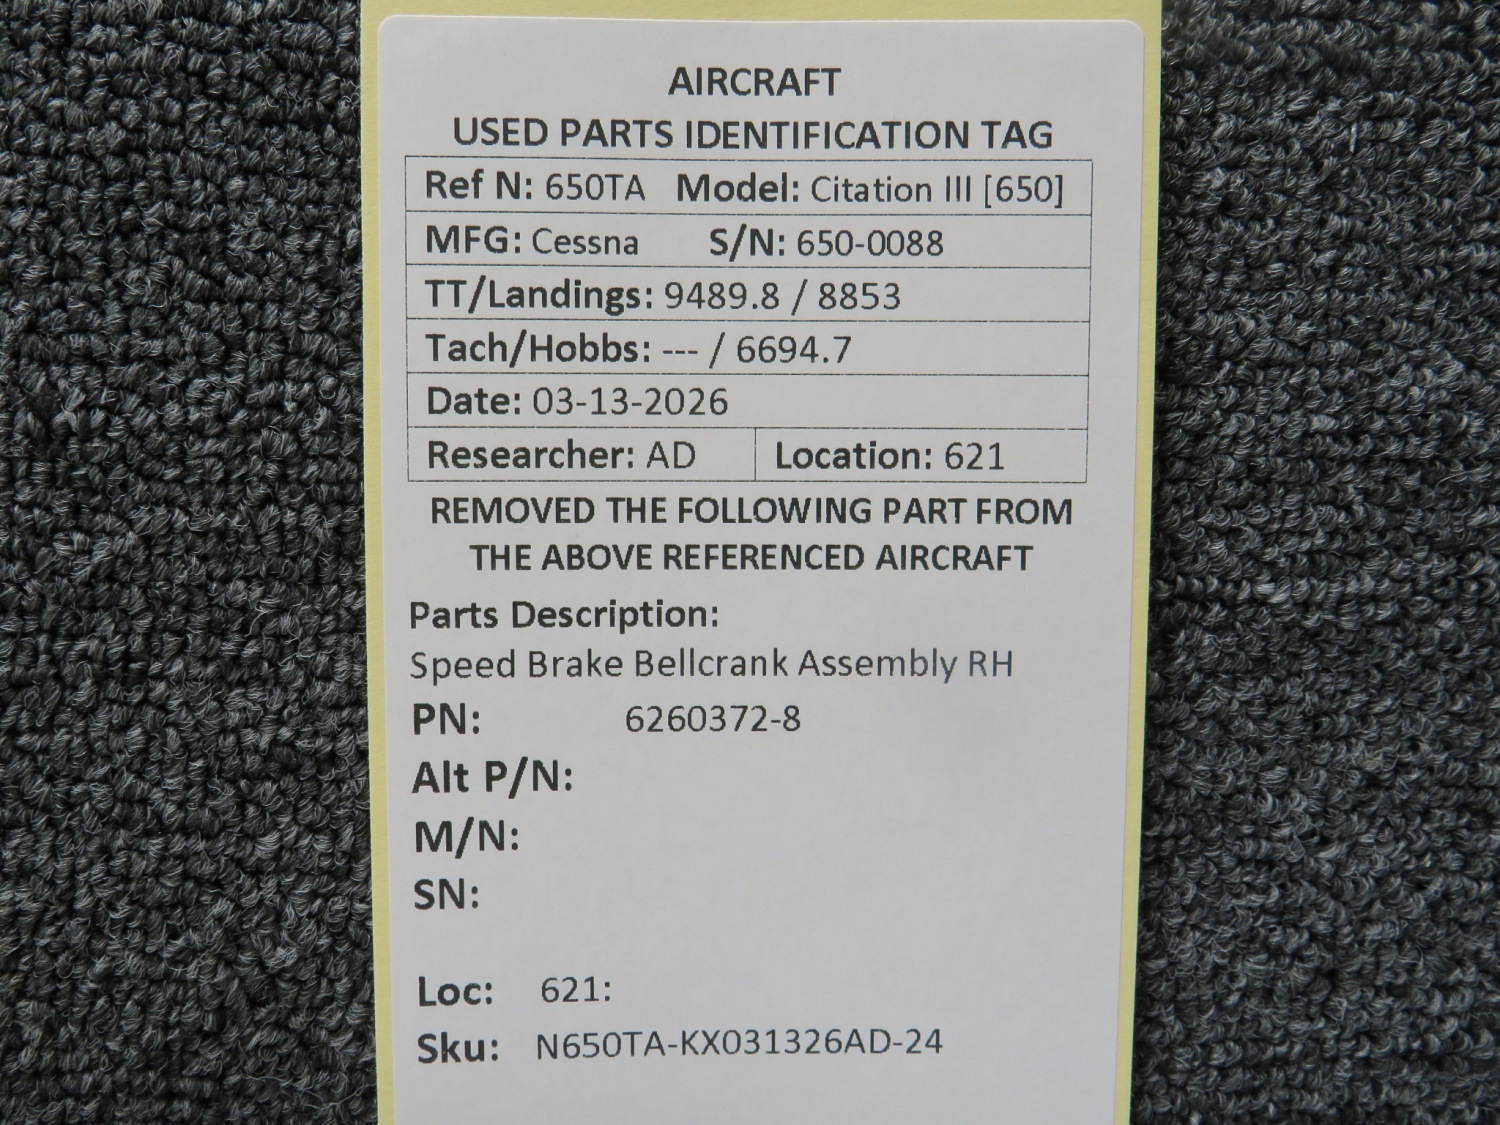 AIRCRAFT
USED PARTS IDENTIFICATION TAG
Ref N: 650TA Model: Citation III [650]
MFG: Cessna S/N: 650-0088
TT/Landings: 9489.8 / 8853
Tach/Hobbs: --- / 6694.7
Date: 03-13-2026
Researcher: AD Location: 621
REMOVED THE FOLLOWING PART FROM
THE ABOVE REFERENCED AIRCRAFT
Parts Description:
Speed Brake Bellcrank Assembly RH
PN: 6260372-8
Alt P/N:
M/N:
SN:
Loc: 621:
Sku: N650TA-KX031326AD-24